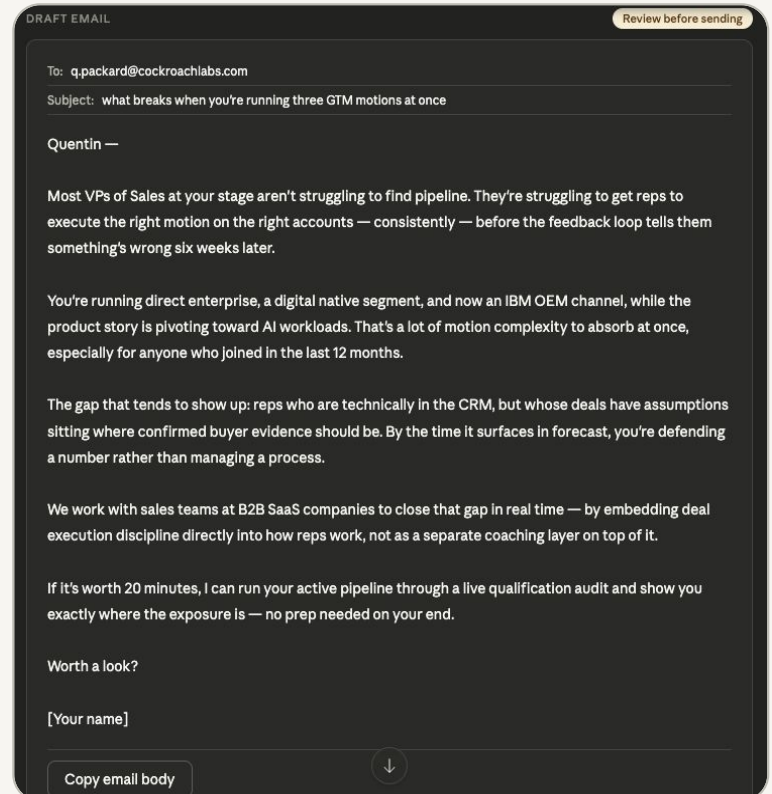 DRAFT EMAIL
Review before sending
To: q.packard@cockroachlabs.com
Subject: what breaks when you're running three GTM motions at once
Quentin —
Most VPs of Sales at your stage aren't struggling to find pipeline. They're struggling to get reps to
execute the right motion on the right accounts — consistently — before the feedback loop tells them
something's wrong six weeks later.
You're running direct enterprise, a digital native segment, and now an IBM OEM channel, while the
product story is pivoting toward AI workloads. That's a lot of motion complexity to absorb at once,
especially for anyone who joined in the last 12 months.
The gap that tends to show up: reps who are technically in the CRM, but whose deals have assumptions
sitting where confirmed buyer evidence should be. By the time it surfaces in forecast, you're defending
a number rather than managing a process.
We work with sales teams at B2B SaaS companies to close that gap in real time — by embedding deal
execution discipline directly into how reps work, not as a separate coaching layer on top of it.
If it's worth 20 minutes, I can run your active pipeline through a live qualification audit and show you
exactly where the exposure is — no prep needed on your end.
Worth a look?
[Your name]
Copy email body